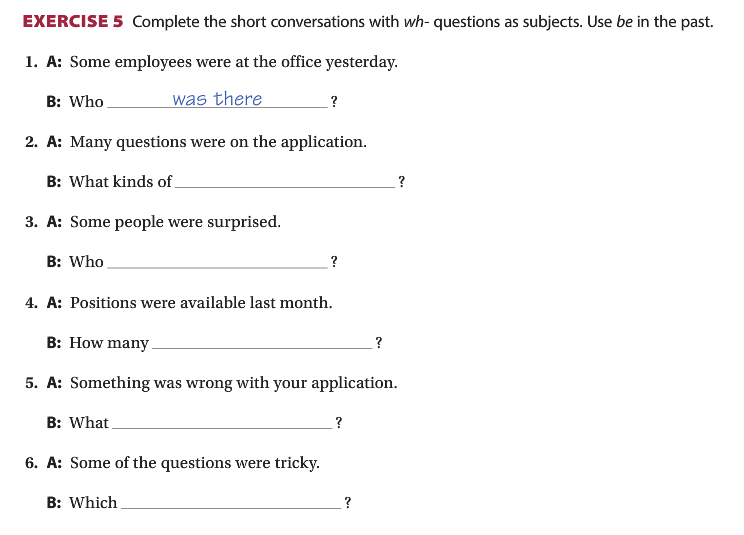 EXERCISE 5 Complete the short conversations with wh- questions as subjects. Use be in the past.
1. A: Some employees were at the office yesterday.
B: Who was there ?
2. A: Many questions were on the application.
B: What kinds of ?
3. A: Some people were surprised.
B: Who ?
4. A: Positions were available last month.
B: How many ?
5. A: Something was wrong with your application.
B: What ?
6. A: Some of the questions were tricky.
B: Which ?